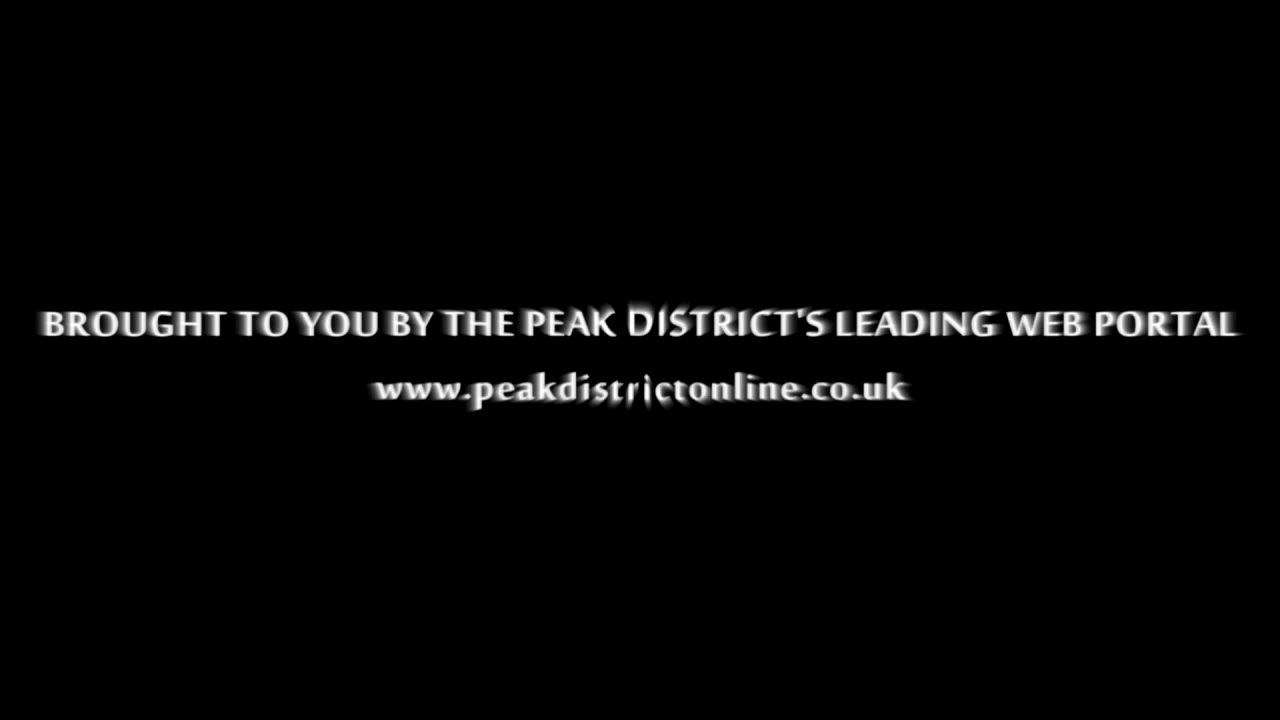 BROUGHT TO YOU BY THE PEAK DISTRICT'S LEADING WEB PORTAL
www.peakdistrictonline.co.uk